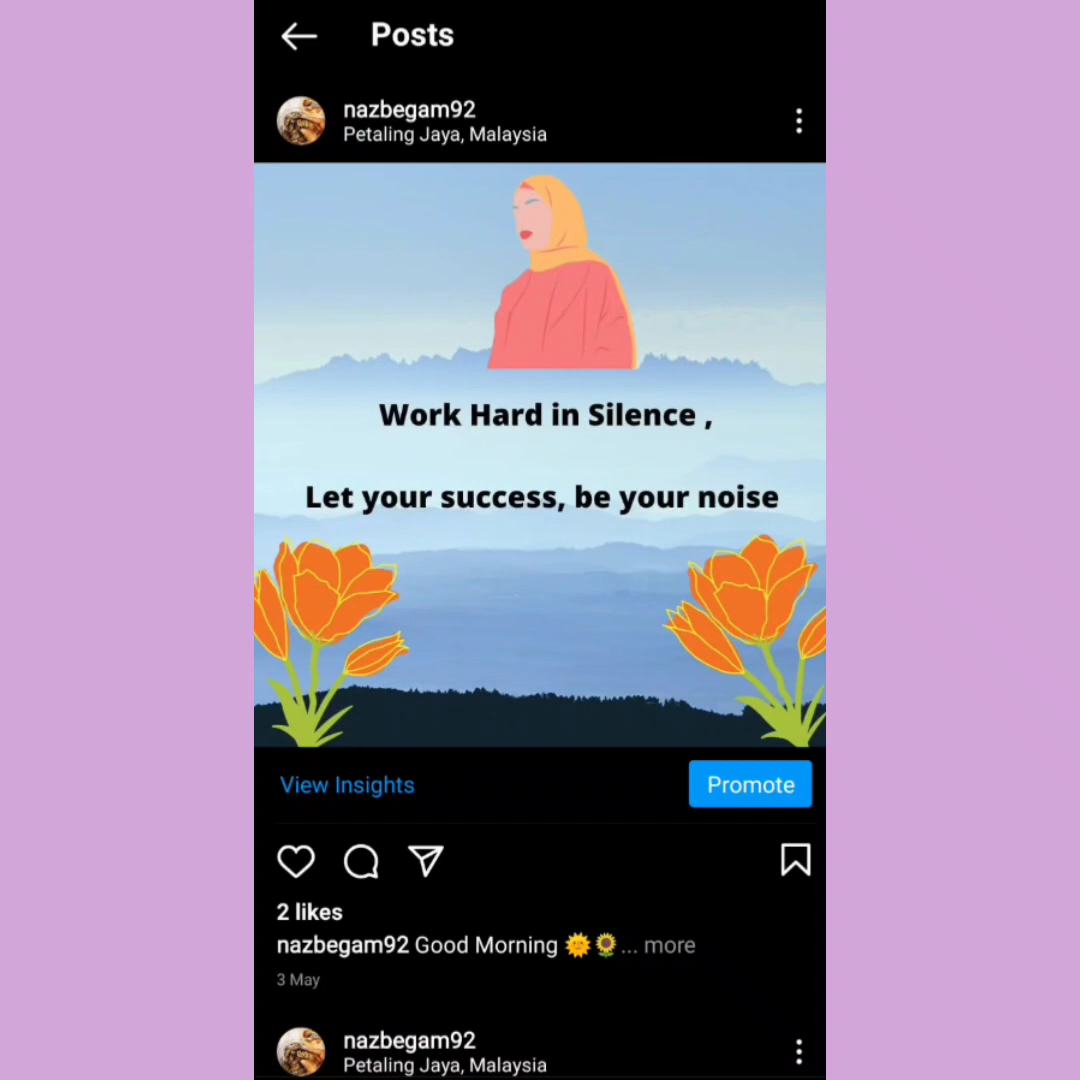 Posts
nazbegam92
Petaling Jaya, Malaysia
Work Hard in Silence ,
Let your success, be your noise
View Insights
Promote
2 likes
nazbegam92 Good Morning 🌞🌻... more
3 May
nazbegam92
Petaling Jaya, Malaysia